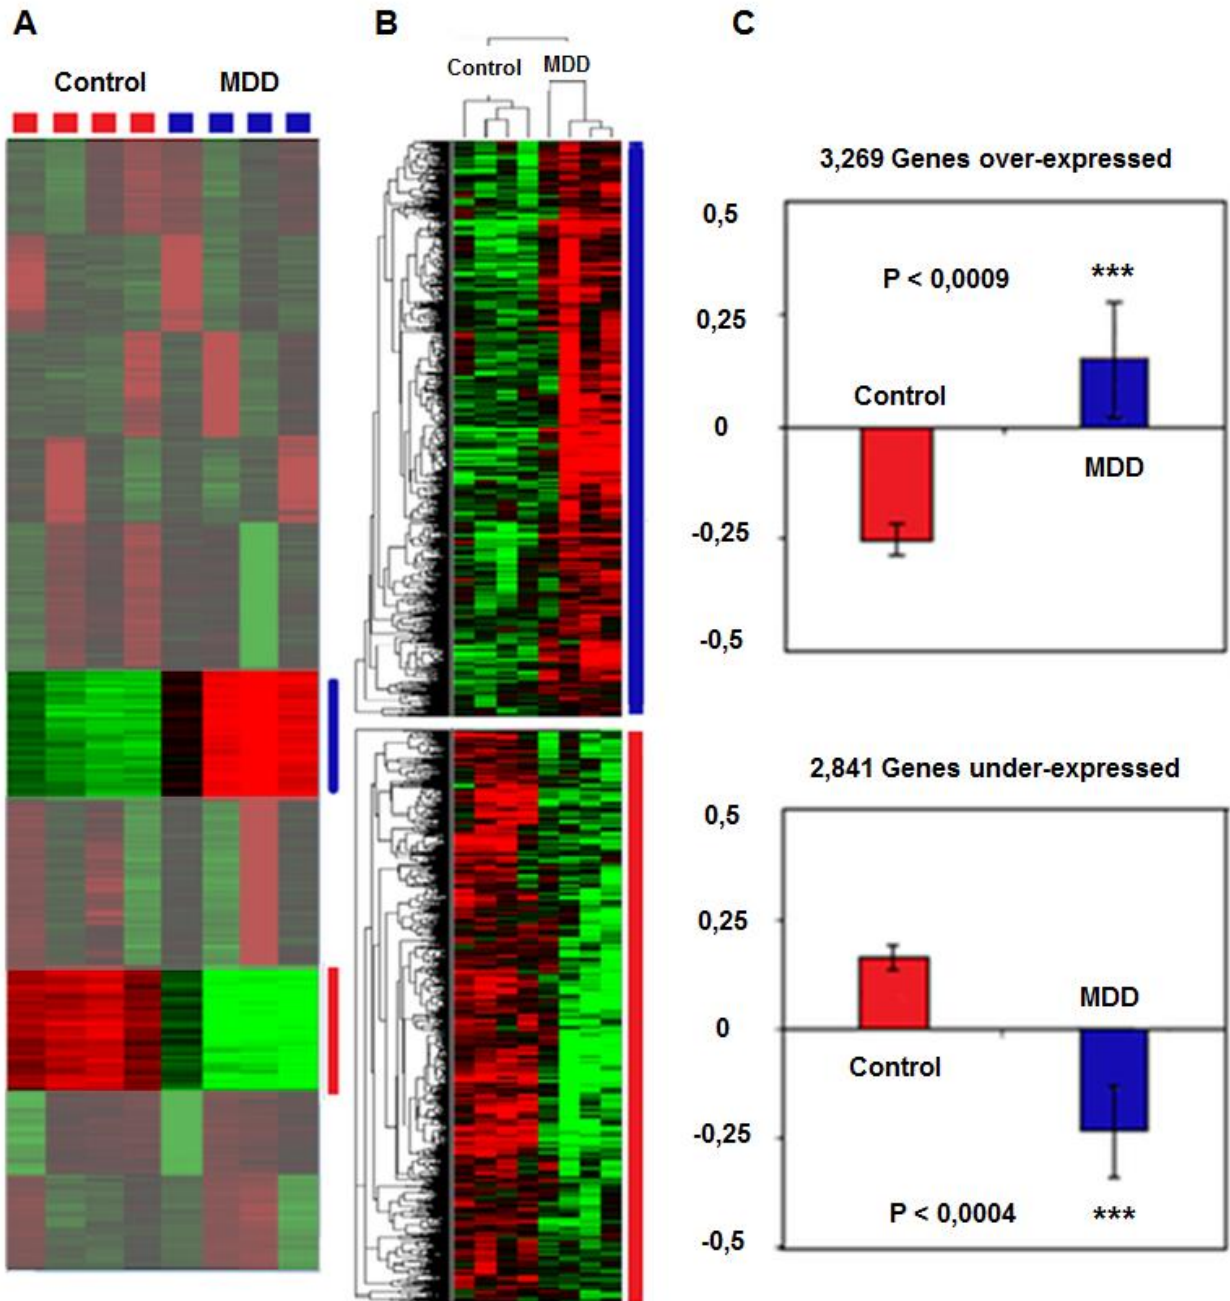 A
B
C
Control
MDD
Control
MDD
3,269 Genes over-expressed
0,5
0,25
0
-0,25
-0,5
P < 0,0009
***
Control
MDD
2,841 Genes under-expressed
0,5
0,25
0
-0,25
-0,5
MDD
Control
P < 0,0004
***